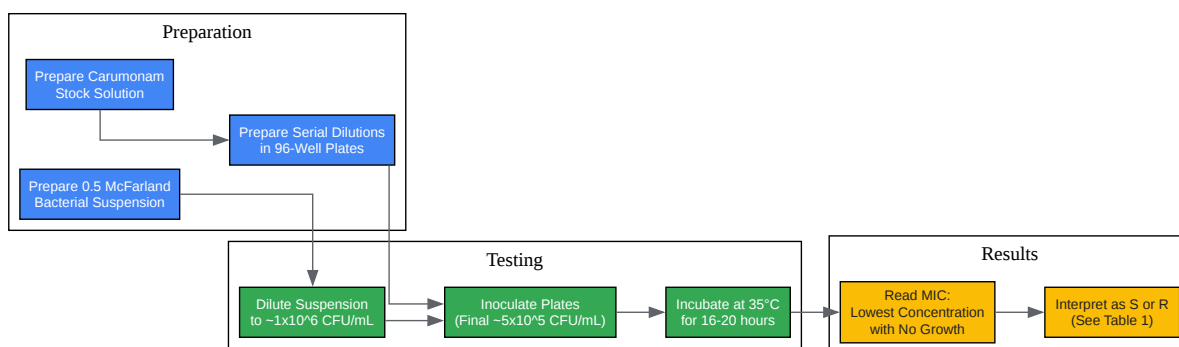 Preparation
Prepare Carumonam
Stock Solution
Prepare Serial Dilutions
in 96-Well Plates
Prepare 0.5 McFarland
Bacterial Suspension
Testing
Dilute Suspension
to ~1x10^6 CFU/mL
Inoculate Plates
(Final ~5x10^5 CFU/mL)
Incubate at 35°C
for 16-20 hours
Results
Read MIC:
Lowest Concentration
with No Growth
Interpret as S or R
(See Table 1)